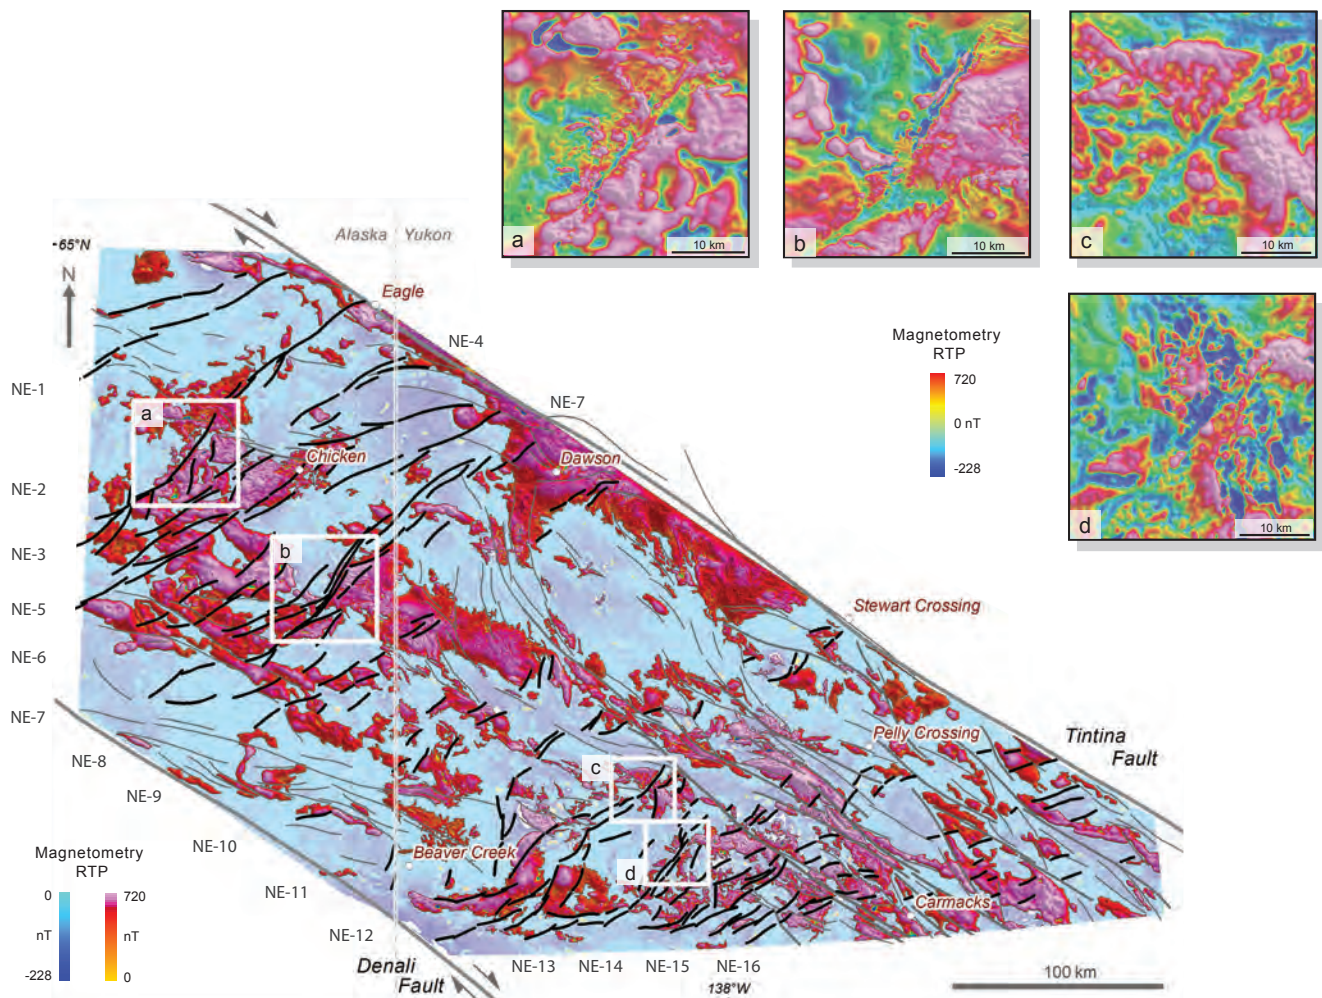 a
10 km
b
10 km
c
10 km
d
10 km
Magnetometry
RTP
720
0 nT
-228
Alaska
Yukon
65°N
N
Eagle
NE-4
NE-7
NE-1
a
Chicken
Dawson
NE-2
NE-3
b
NE-5
Stewart Crossing
NE-6
NE-7
Pelly Crossing
Tintina
Fault
NE-8
c
NE-9
NE-10
Beaver Creek
d
NE-11
Carmacks
NE-12
Denali
Fault
NE-13
NE-14
NE-15
NE-16
138°W
100 km
Magnetometry
RTP
0
720
nT
nT
-228
0